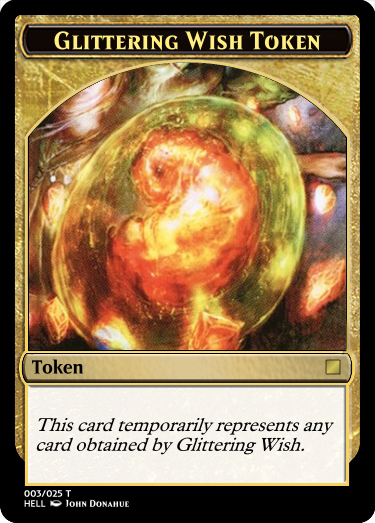 Glittering Wish Token
Token
This card temporarily represents any
card obtained by Glittering Wish.
003/025 T
HELL John Donahue